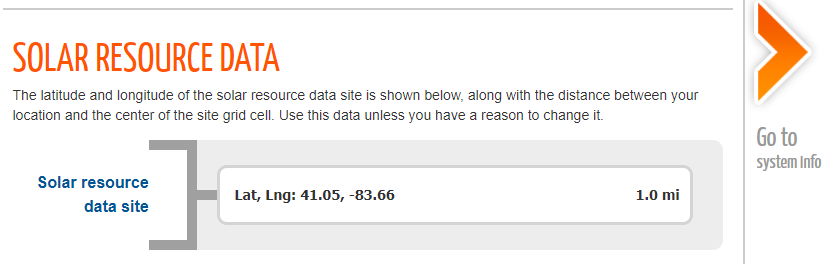 SOLAR RESOURCE DATA
The latitude and longitude of the solar resource data site is shown below, along with the distance between your
location and the center of the site grid cell. Use this data unless you have a reason to change it.
Solar resource
data site
Lat, Lng: 41.05, -83.66 1.0 mi
Go to
system info